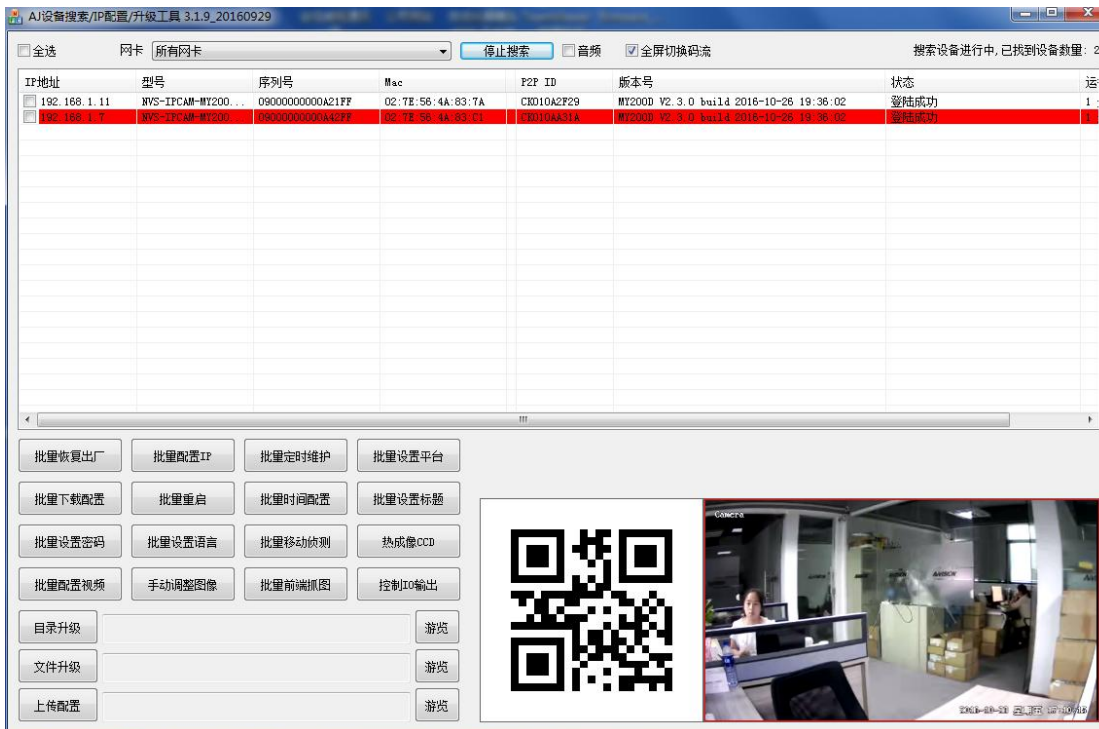 AJ设备搜索/IP配置/升级工具 3.1.9_20160929
全选 网卡 所有网卡 停止搜索 音频 全屏切换码流 搜索设备进行中,已找到设备数量: 2
IP地址 型号 序列号 Mac P2P ID 版本号 状态
192.168.1.11 NVS-IPCAM-MY200... 09000000000A21FF 02:7E:56:4A:83:7A CK010A2F29 MY200D V2.3.0 build 2016-10-26 19:36:02 登陆成功 1
192.168.1.7 NVS-IPCAM-MY200... 09000000000A42FF 02:7E:56:4A:83:C1 CK010AA31A MY200D V2.3.0 build 2016-10-26 19:36:02 登陆成功 1
批量恢复出厂 批量配置IP 批量定时维护 批量设置平台
批量下载配置 批量重启 批量时间配置 批量设置标题
批量设置密码 批量设置语言 批量移动侦测 热成像CCD
批量配置视频 手动调整图像 批量前端抓图 控制IO输出
目录升级 游览
文件升级 游览
上传配置 游览
Camera